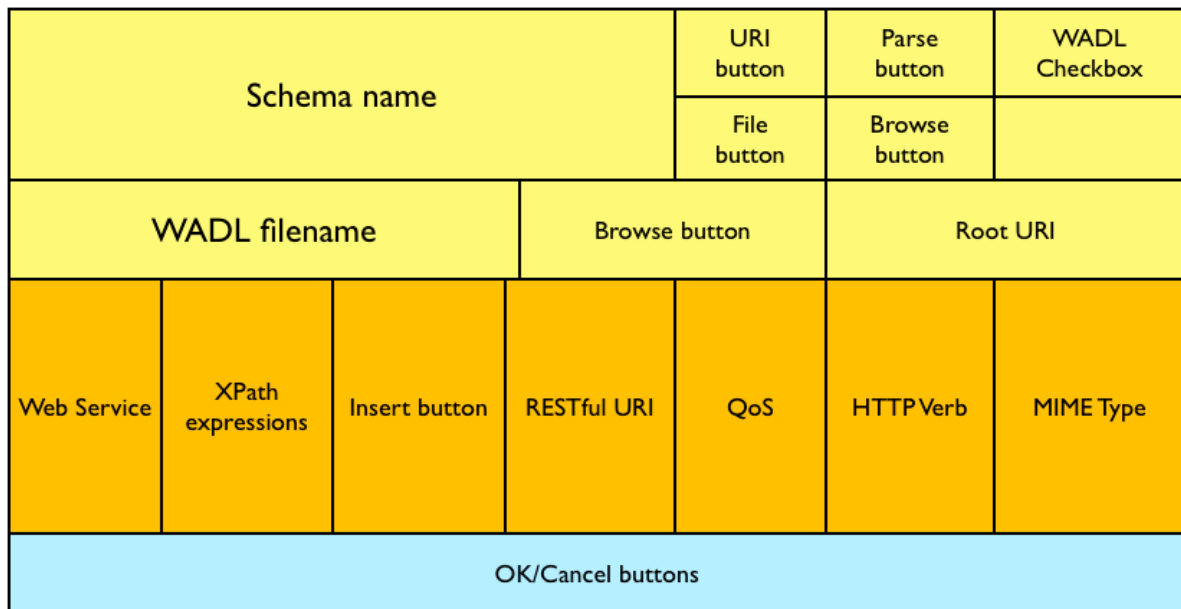 Schema name
URI
button
Parse
button
WADL
Checkbox
File
button
Browse
button
WADL filename
Browse button
Root URI
Web Service
XPath
expressions
Insert button
RESTful URI
QoS
HTTP Verb
MIME Type
OK/Cancel buttons